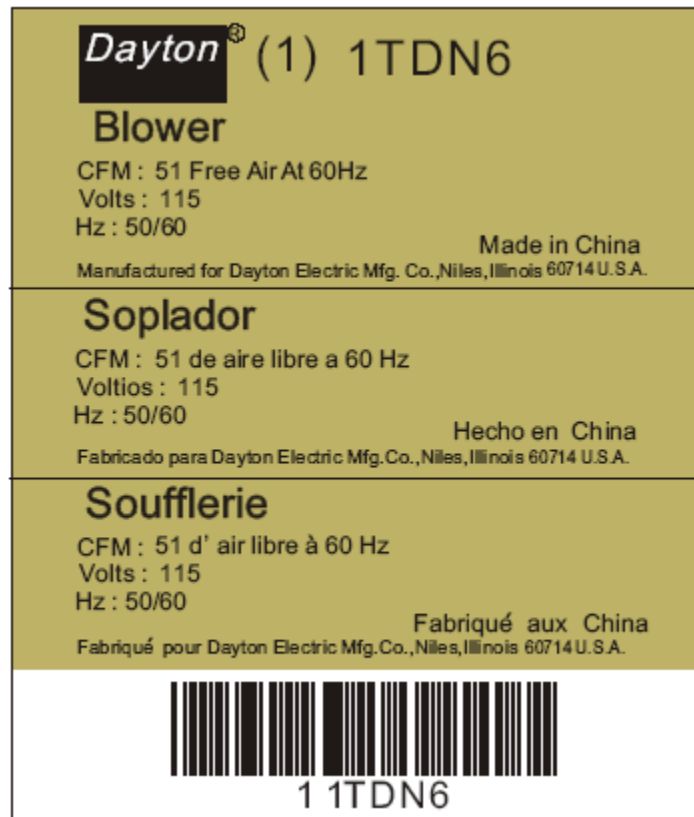 Dayton® (1) 1TDN6
Blower
CFM : 51 Free Air At 60Hz
Volts : 115
Hz : 50/60
Made in China
Manufactured for Dayton Electric Mfg. Co.,Niles,Illinois 60714 U.S.A.
Soplador
CFM : 51 de aire libre a 60 Hz
Voltios : 115
Hz : 50/60
Hecho en China
Fabricado para Dayton Electric Mfg.Co.,Niles,Illinois 60714 U.S.A.
Soufflerie
CFM : 51 d' air libre à 60 Hz
Volts : 115
Hz : 50/60
Fabriqué aux China
Fabriqué pour Dayton Electric Mfg.Co.,Niles,Illinois 60714 U.S.A.
1 1TDN6